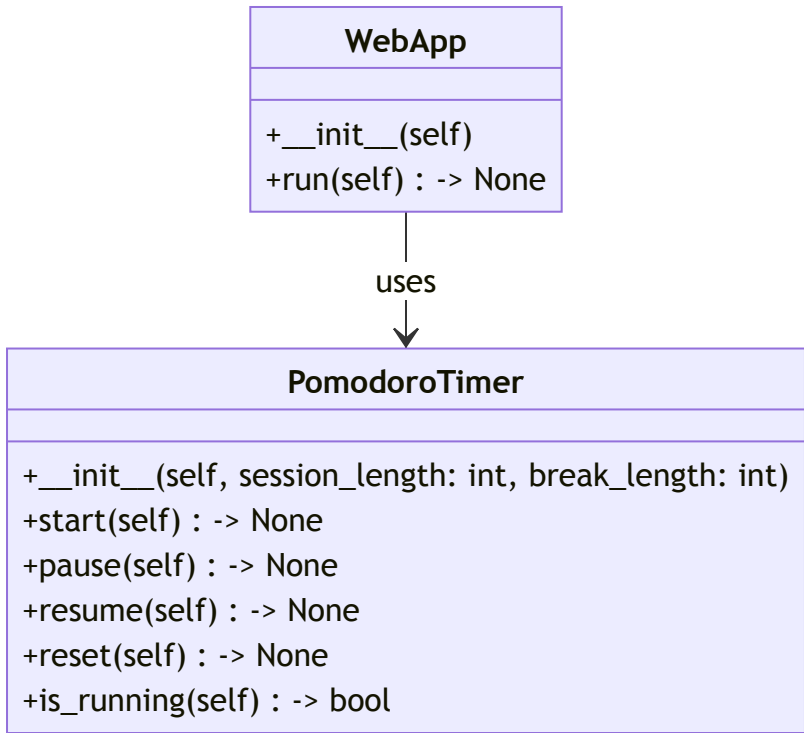 WebApp
+__init__(self)
+run(self) : -> None
uses
PomodoroTimer
+__init__(self, session_length: int, break_length: int)
+start(self) : -> None
+pause(self) : -> None
+resume(self) : -> None
+reset(self) : -> None
+is_running(self) : -> bool